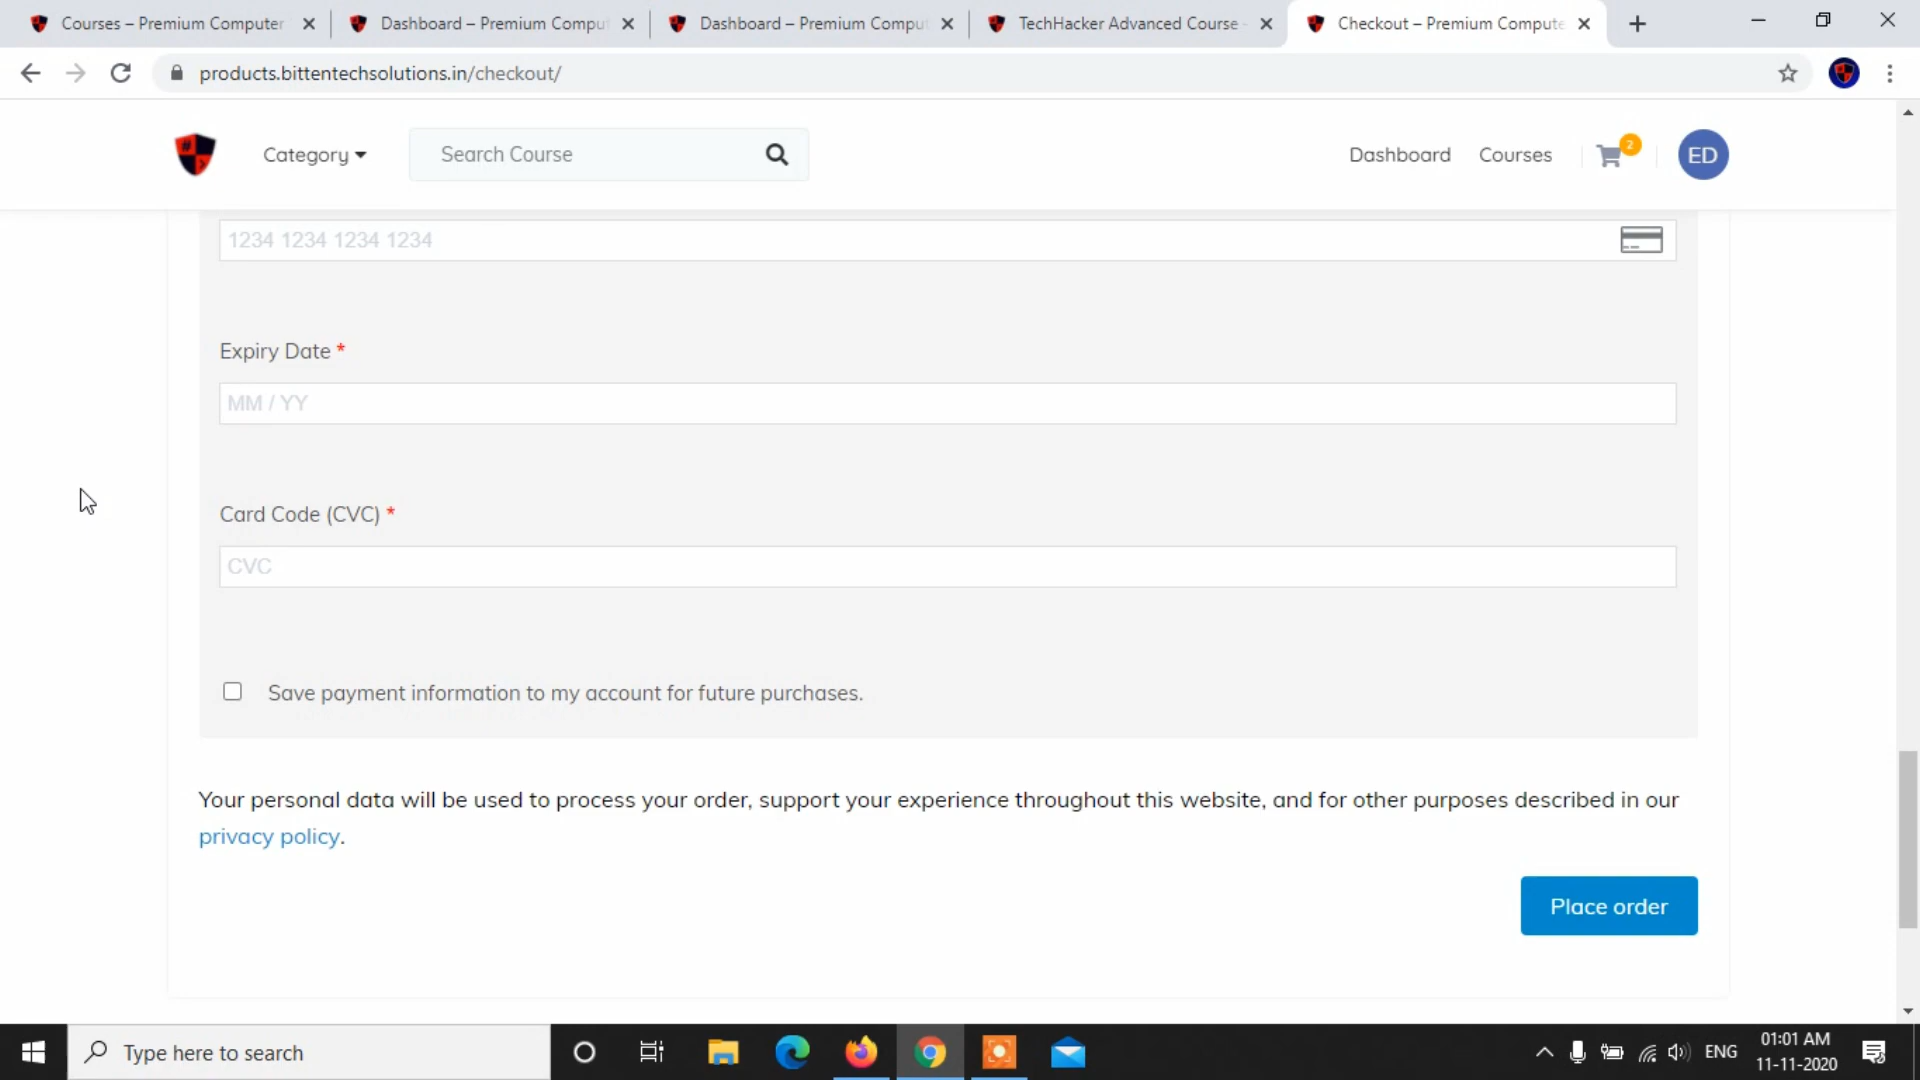 Courses – Premium Computer
Dashboard – Premium Compu
Dashboard – Premium Comput
TechHacker Advanced Course -
Checkout – Premium Compute
products.bittentechsolutions.in/checkout/
Category
Search Course
Dashboard
Courses
2
ED
1234 1234 1234 1234
Expiry Date *
MM / YY
Card Code (CVC) *
CVC
Save payment information to my account for future purchases.
Your personal data will be used to process your order, support your experience throughout this website, and for other purposes described in our
privacy policy.
Place order
Type here to search
ENG
01:01 AM
11-11-2020